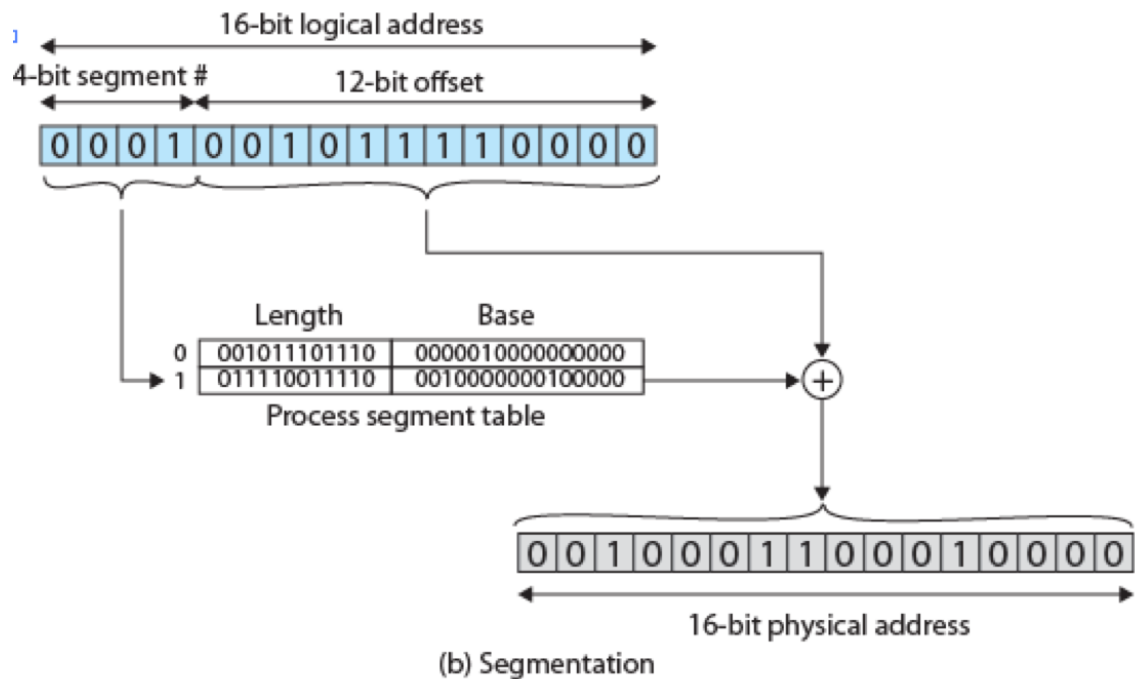 16-bit logical address
4-bit segment # 12-bit offset
0 0 0 1 0 0 1 0 1 1 1 1 0 0 0 0
Length Base
0 001011101110 0000010000000000
1 011110011110 0010000000100000
Process segment table
+
0 0 1 0 0 0 1 1 0 0 0 1 0 0 0 0
16-bit physical address
(b) Segmentation